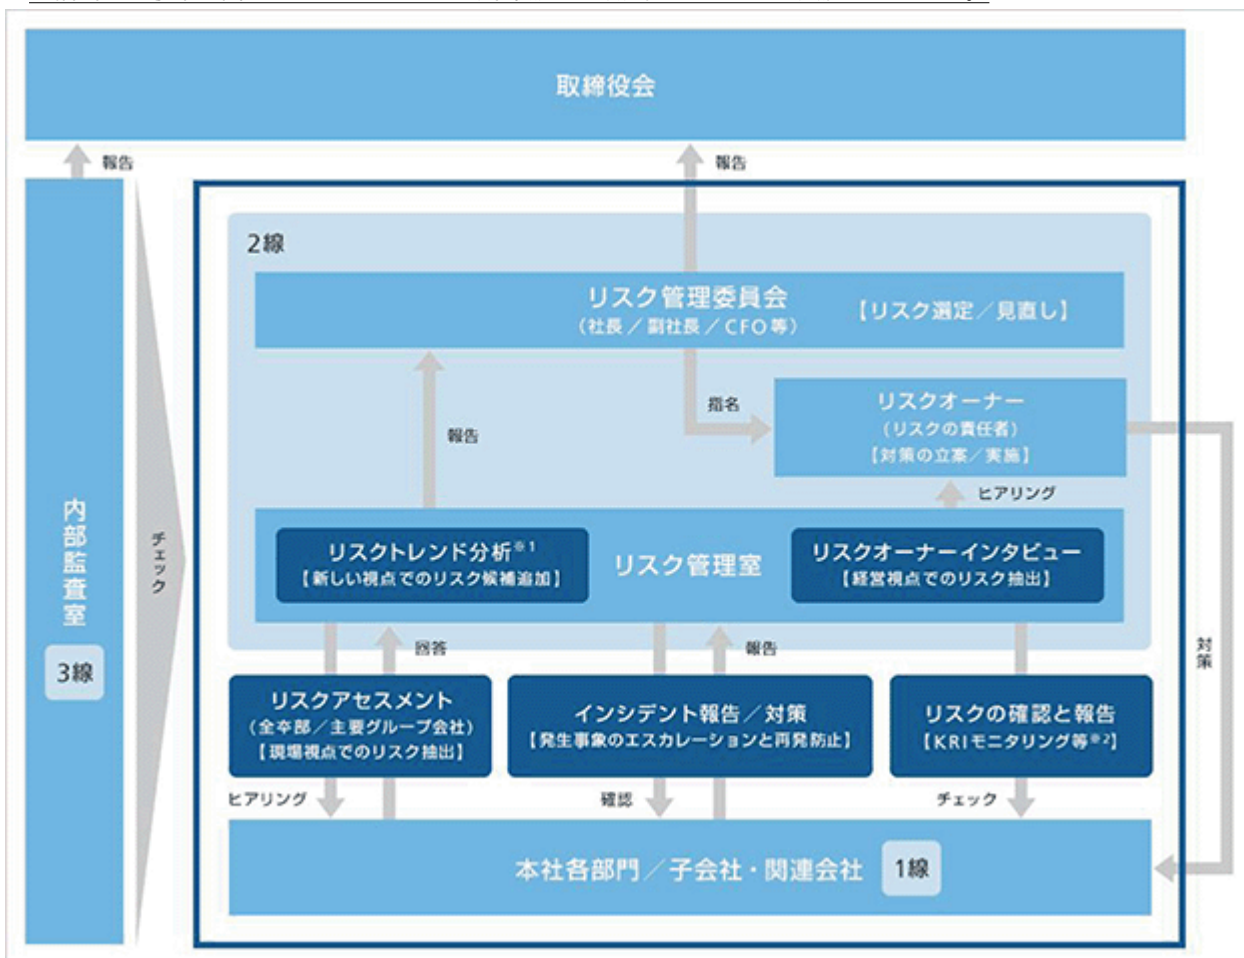 取締役会
報告
報告
2線
リスク管理委員会
(社長／副社長／CFO等)
【リスク選定／見直し】
指名
リスクオーナー
(リスクの責任者)
【対策の立案／実施】
報告
ヒアリング
内部監査室
3線
チェック
リスクトレンド分析※1
【新しい視点でのリスク候補追加】
リスク管理室
リスクオーナーインタビュー
【経営視点でのリスク抽出】
回答
報告
対策
リスクアセスメント
(全本部／主要グループ会社)
【現場視点でのリスク抽出】
インシデント報告／対策
【発生事象のエスカレーションと再発防止】
リスクの確認と報告
【KRIモニタリング等※2】
ヒアリング
確認
チェック
本社各部門／子会社・関連会社
1線